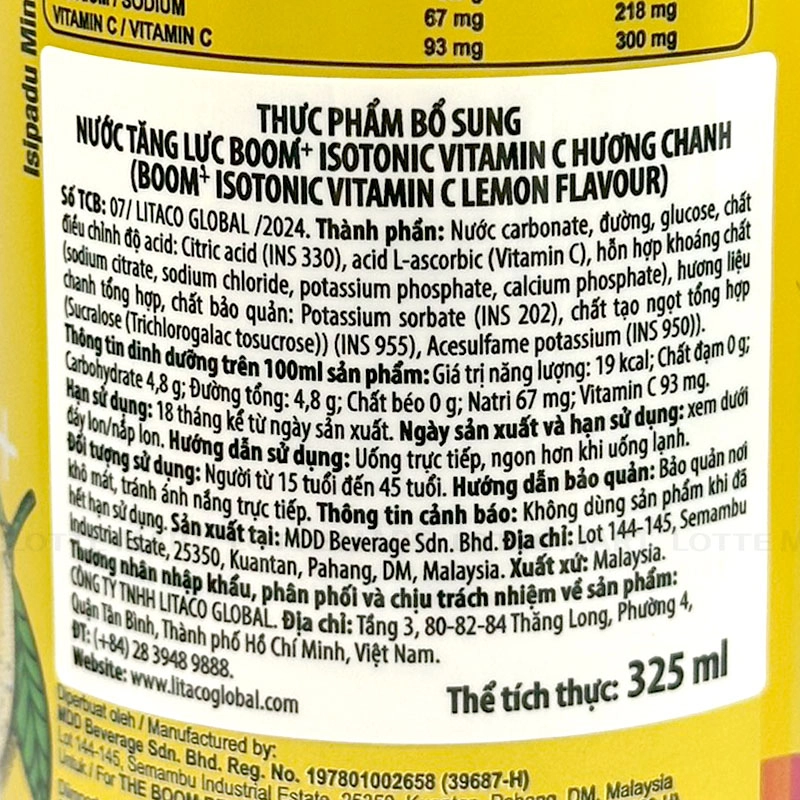 / SODIUM 67 mg 218 mg
VITAMIN C / VITAMIN C 93 mg 300 mg
Isipadu Min
THỰC PHẨM BỔ SUNG
NƯỚC TĂNG LỰC BOOM+ ISOTONIC VITAMIN C HƯƠNG CHANH
(BOOM+ ISOTONIC VITAMIN C LEMON FLAVOUR)
Số TCB: 07/ LITACO GLOBAL /2024. Thành phần: Nước carbonate, đường, glucose, chất
điều chỉnh độ acid: Citric acid (INS 330), acid L-ascorbic (Vitamin C), hỗn hợp khoáng chất
(sodium citrate, sodium chloride, potassium phosphate, calcium phosphate), hương liệu
chanh tổng hợp, chất bảo quản: Potassium sorbate (INS 202), chất tạo ngọt tổng hợp
(Sucralose (Trichlorogalac tosucrose)) (INS 955), Acesulfame potassium (INS 950)).
Thông tin dinh dưỡng trên 100ml sản phẩm: Giá trị năng lượng: 19 kcal; Chất đạm 0 g;
Carbohydrate 4,8 g; Đường tổng: 4,8 g; Chất béo 0 g; Natri 67 mg; Vitamin C 93 mg.
Hạn sử dụng: 18 tháng kể từ ngày sản xuất. Ngày sản xuất và hạn sử dụng: xem dưới
đáy lon/nắp lon. Hướng dẫn sử dụng: Uống trực tiếp, ngon hơn khi uống lạnh.
Đối tượng sử dụng: Người từ 15 tuổi đến 45 tuổi. Hướng dẫn bảo quản: Bảo quản nơi
khô mát, tránh ánh nắng trực tiếp. Thông tin cảnh báo: Không dùng sản phẩm khi đã
hết hạn sử dụng. Sản xuất tại: MDD Beverage Sdn. Bhd. Địa chỉ: Lot 144-145, Semambu
Industrial Estate, 25350, Kuantan, Pahang, DM, Malaysia. Xuất xứ: Malaysia.
Thương nhân nhập khẩu, phân phối và chịu trách nhiệm về sản phẩm:
CÔNG TY TNHH LITACO GLOBAL. Địa chỉ: Tầng 3, 80-82-84 Thăng Long, Phường 4,
Quận Tân Bình, Thành phố Hồ Chí Minh, Việt Nam.
ĐT: (+84) 28 3948 9888.
Website: www.litacoglobal.com
Thể tích thực: 325 ml
Diperbuat oleh / Manufactured by:
MDD Beverage Sdn. Bhd. Reg. No. 197801002658 (39687-H)
Lot 144-145, Semambu Industrial Estate, 25350, Kuantan, Pahang, DM, Malaysia
Untuk / For THE BOOM
LOTTE M